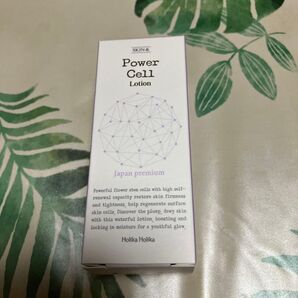 SKIN &
Power
Cell
Lotion
Japan premium
Powerful flower stem cells with high self-
renewal capacity restore skin firmness
and tightness, help regenerate surface
skin cells. Discover the plump, dewy skin
with this waterful lotion, boosting and
locking in moisture for a youthful glow.
Holika Holika